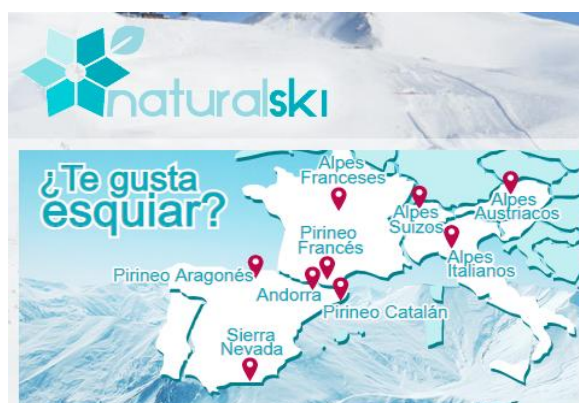 naturalski
¿Te gusta
esquiar?
Alpes
Franceses
Alpes
Suizos
Alpes
Austriacos
Pirineo
Francés
Alpes
Italianos
Pirineo Aragonés
Andorra
Pirineo Catalán
Sierra
Nevada